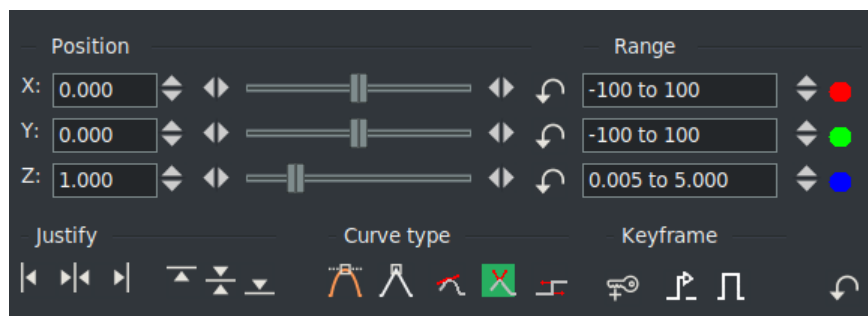 Position Range
X: 0.000 -100 to 100
Y: 0.000 -100 to 100
Z: 1.000 0.005 to 5.000
Justify Curve type Keyframe